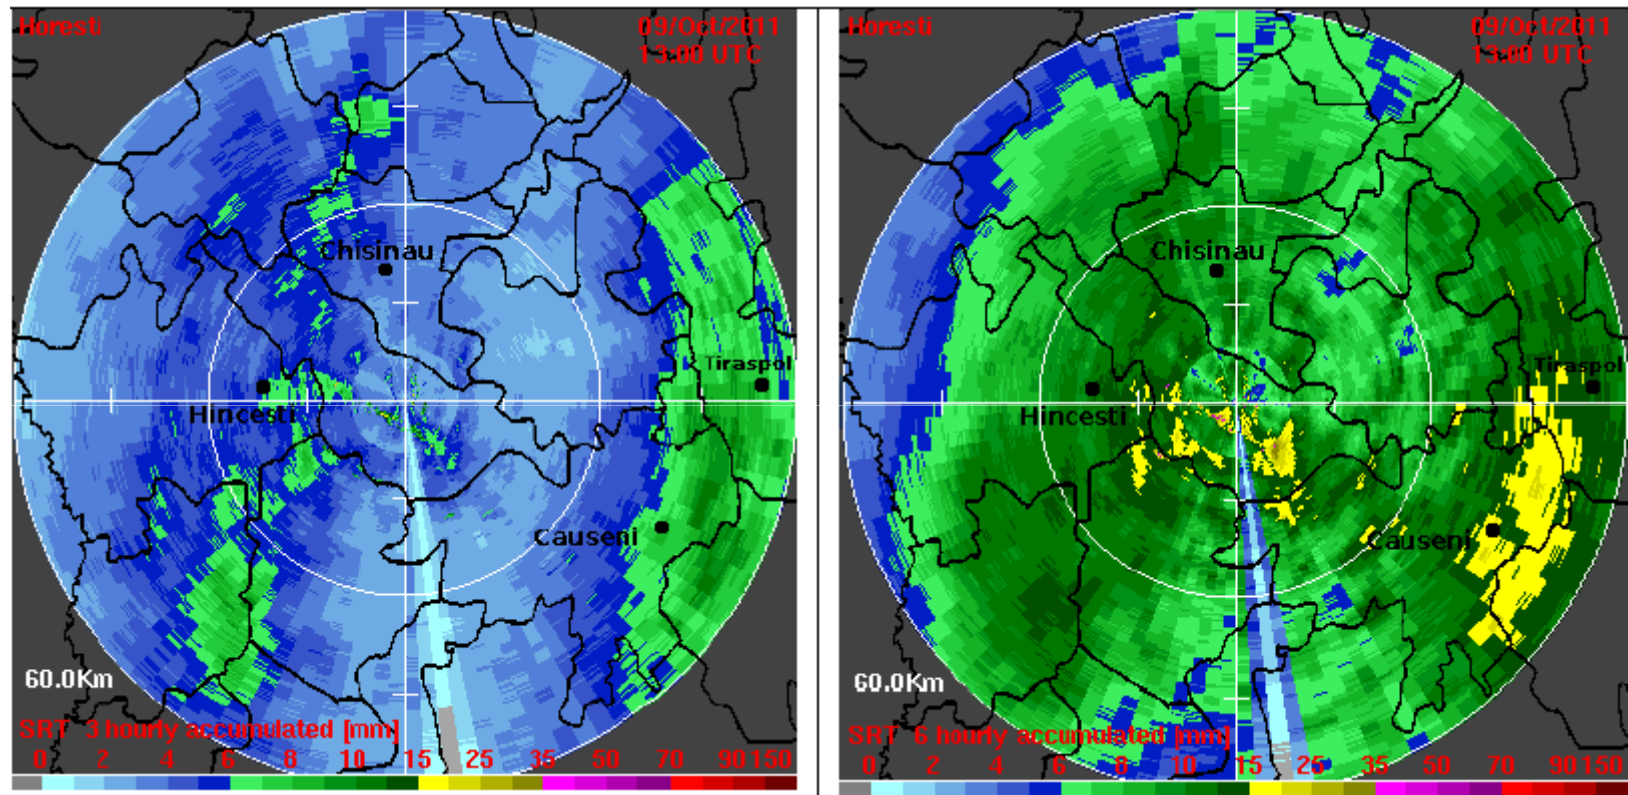 Horesti
09/Oct/2011
13:00 UTC
Chisinau
Tiraspol
Hincesti
Causeni
60.0Km
SRT 3 hourly accumulated [mm]
0 2 4 6 8 10 15 25 35 50 70 90 150
Horesti
09/Oct/2011
13:00 UTC
Chisinau
Tiraspol
Hincesti
Causeni
60.0Km
SRT 6 hourly accumulated [mm]
0 2 4 6 8 10 15 25 35 50 70 90 150